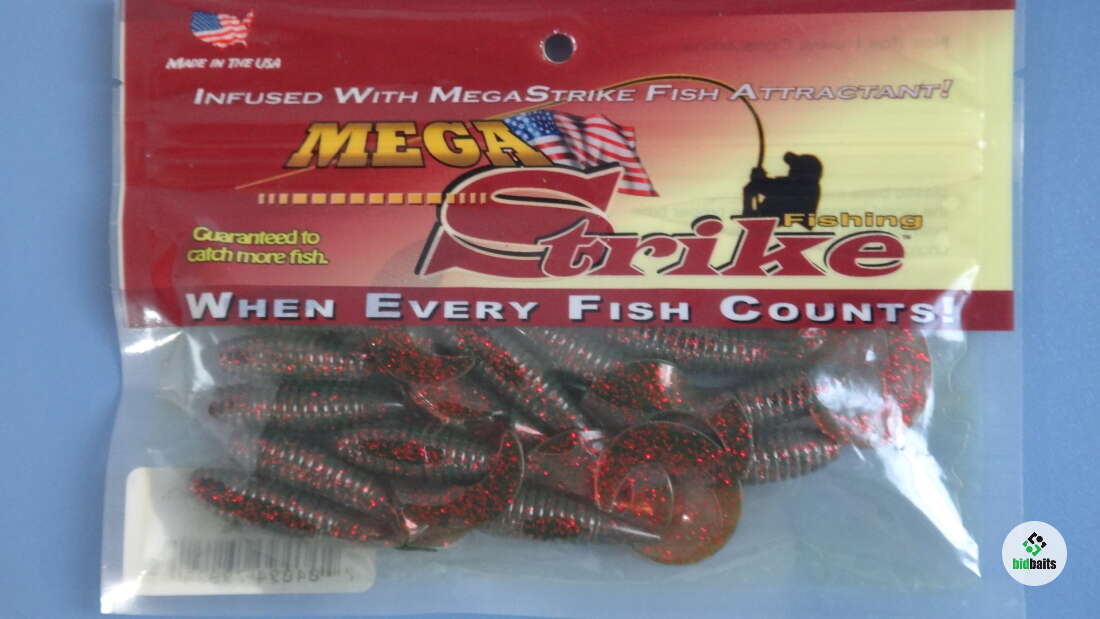 MADE IN THE USA
INFUSED WITH MEGASTRIKE FISH ATTRACTANT!
MEGA
Strike
Fishing
™
Guaranteed to
catch more fish.
WHEN EVERY FISH COUNTS!
bidbaits